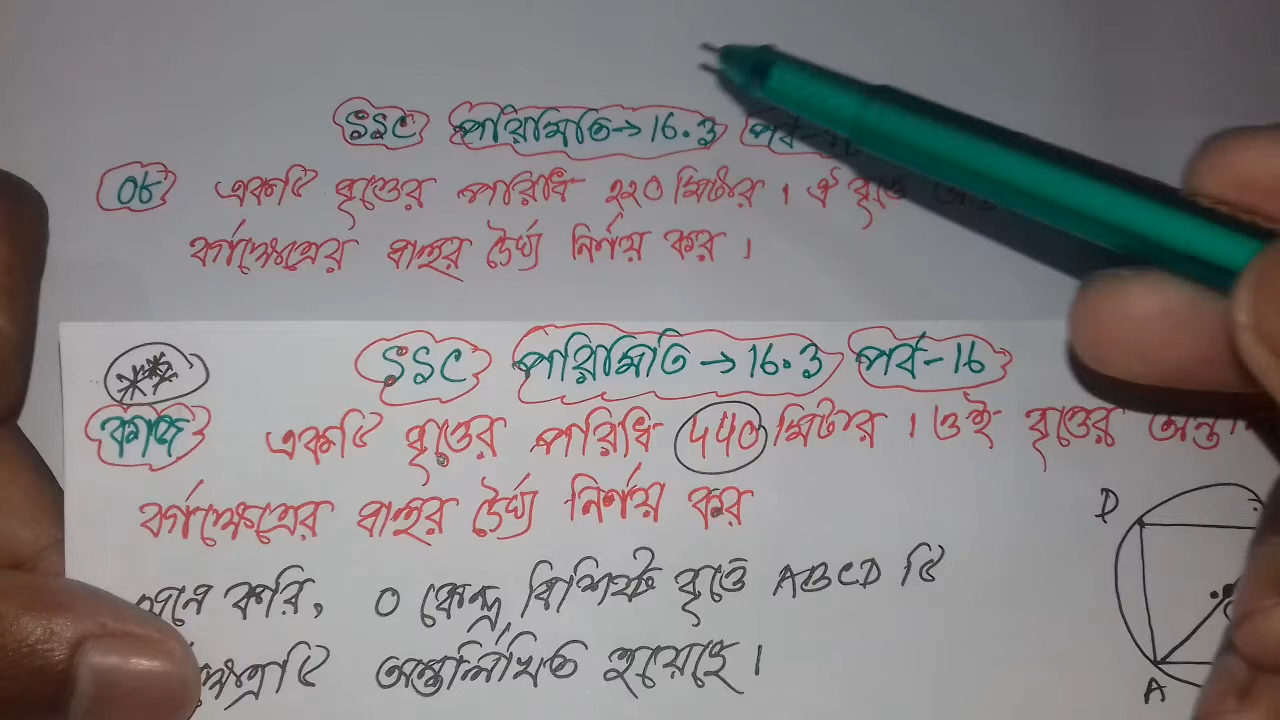 SSC পরিমিতি→16.3 পর্ব-
০৮ একটি বৃত্তের পরিধি ২২০ মিটার । ঐ বৃত্তে
বর্গক্ষেত্রের বাহুর দৈর্ঘ্য নির্ণয় কর ।
SSC পরিমিতি→16.3 পর্ব-16
কাজ একটি বৃত্তের পরিধি 440 মিটার । ওই বৃত্তের
বর্গক্ষেত্রের বাহুর দৈর্ঘ্য নির্ণয় কর
মনে করি, O কেন্দ্র বিশিষ্ট বৃত্তে ABCD টি
অন্তর্লিখিত হয়েছে ।
D
A